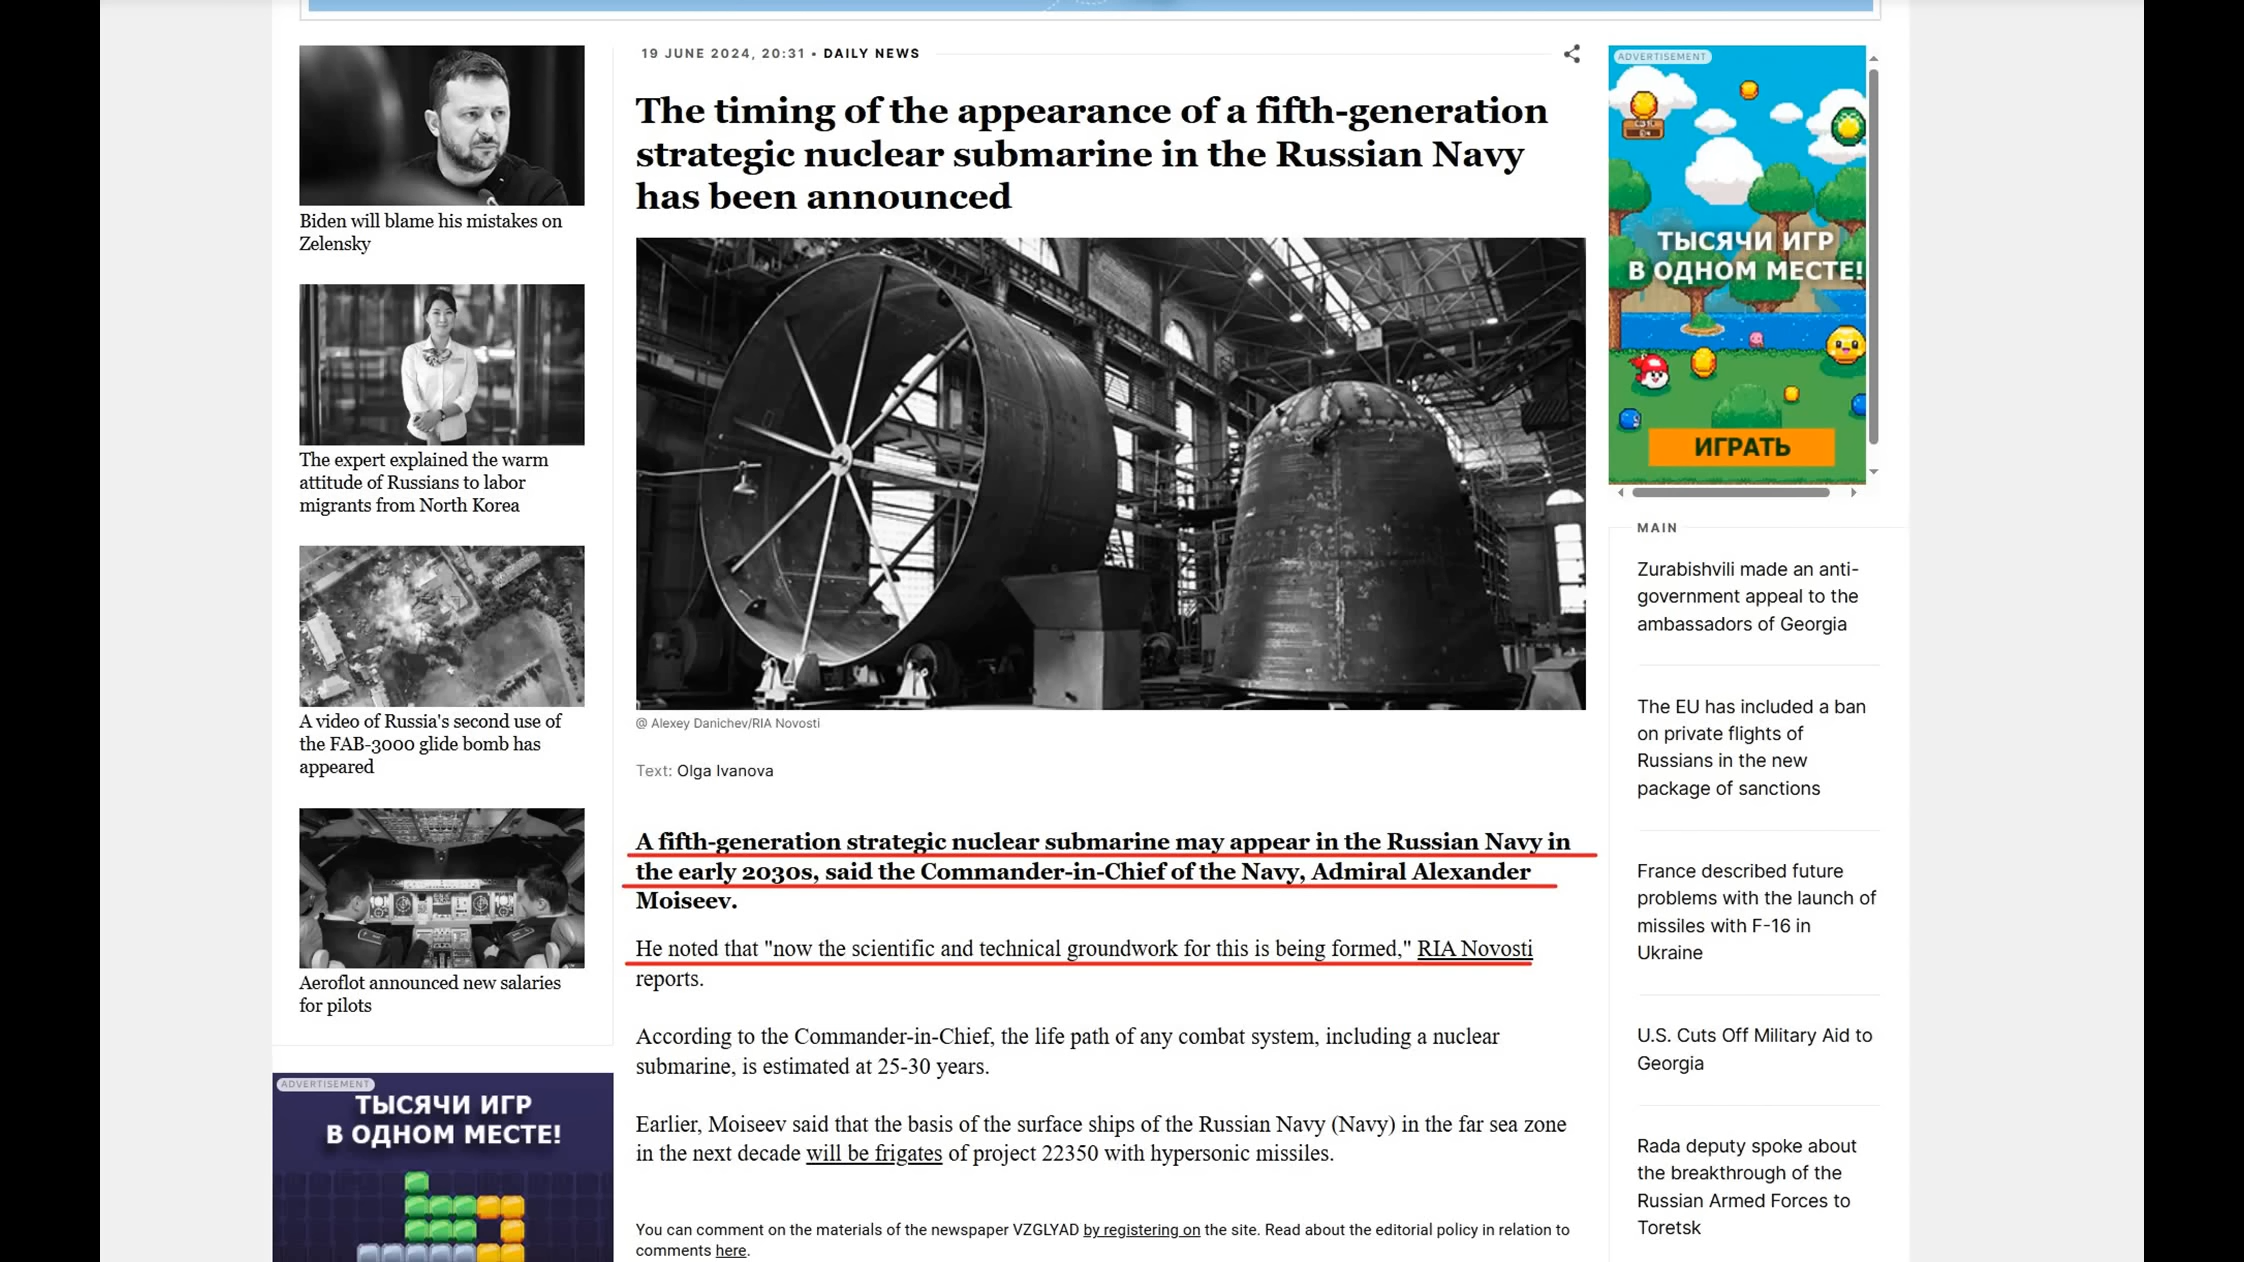 19 JUNE 2024, 20:31 • DAILY NEWS
The timing of the appearance of a fifth-generation
strategic nuclear submarine in the Russian Navy
has been announced
@ Alexey Danichev/RIA Novosti
Text: Olga Ivanova
A fifth-generation strategic nuclear submarine may appear in the Russian Navy in
the early 2030s, said the Commander-in-Chief of the Navy, Admiral Alexander
Moiseev.
He noted that "now the scientific and technical groundwork for this is being formed," RIA Novosti
reports.
According to the Commander-in-Chief, the life path of any combat system, including a nuclear
submarine, is estimated at 25-30 years.
Earlier, Moiseev said that the basis of the surface ships of the Russian Navy (Navy) in the far sea zone
in the next decade will be frigates of project 22350 with hypersonic missiles.
You can comment on the materials of the newspaper VZGLYAD by registering on the site. Read about the editorial policy in relation to
comments here.
Biden will blame his mistakes on
Zelensky
The expert explained the warm
attitude of Russians to labor
migrants from North Korea
A video of Russia's second use of
the FAB-3000 glide bomb has
appeared
Aeroflot announced new salaries
for pilots
ADVERTISEMENT
ТЫСЯЧИ ИГР
В ОДНОМ МЕСТЕ!
ADVERTISEMENT
ТЫСЯЧИ ИГР
В ОДНОМ МЕСТЕ!
ИГРАТЬ
MAIN
Zurabishvili made an anti-
government appeal to the
ambassadors of Georgia
The EU has included a ban
on private flights of
Russians in the new
package of sanctions
France described future
problems with the launch of
missiles with F-16 in
Ukraine
U.S. Cuts Off Military Aid to
Georgia
Rada deputy spoke about
the breakthrough of the
Russian Armed Forces to
Toretsk